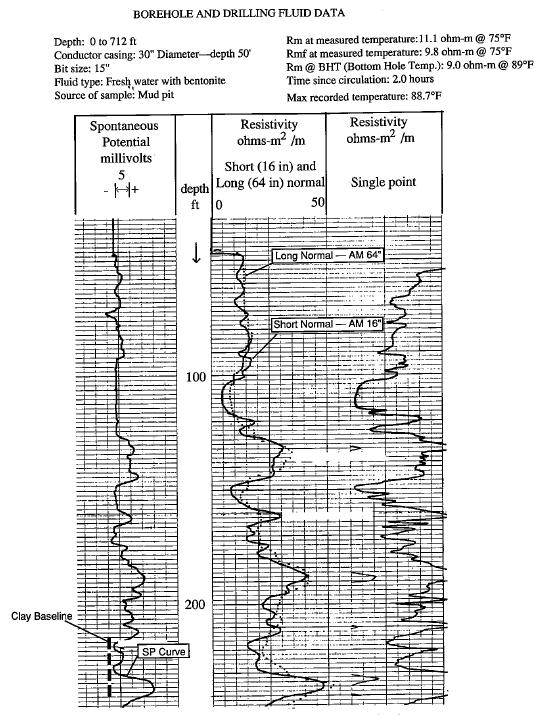 BOREHOLE AND DRILLING FLUID DATA
Depth: 0 to 712 ft
Conductor casing: 30" Diameter—depth 50'
Bit size: 15"
Fluid type: Fresh water with bentonite
Source of sample: Mud pit
Rm at measured temperature:11.1 ohm-m @ 75°F
Rmf at measured temperature: 9.8 ohm-m @ 75°F
Rm @ BHT (Bottom Hole Temp.): 9.0 ohm-m @ 89°F
Time since circulation: 2.0 hours
Max recorded temperature: 88.7°F
Spontaneous
Potential
millivolts
5
- +
depth
ft
Resistivity
ohms-m² /m
Short (16 in) and
Long (64 in) normal
0 50
Resistivity
ohms-m² /m
Single point
Long Normal — AM 64"
Short Normal — AM 16"
100
200
Clay Baseline
SP Curve